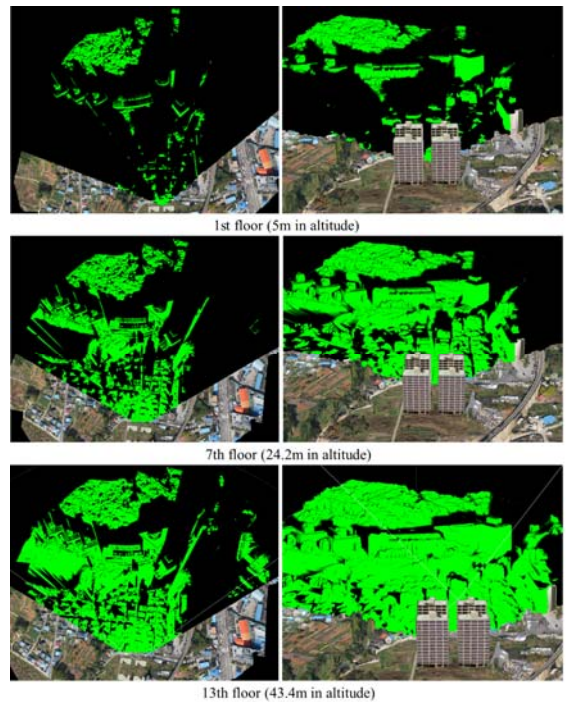 1st floor (5m in altitude)
7th floor (24.2m in altitude)
13th floor (43.4m in altitude)